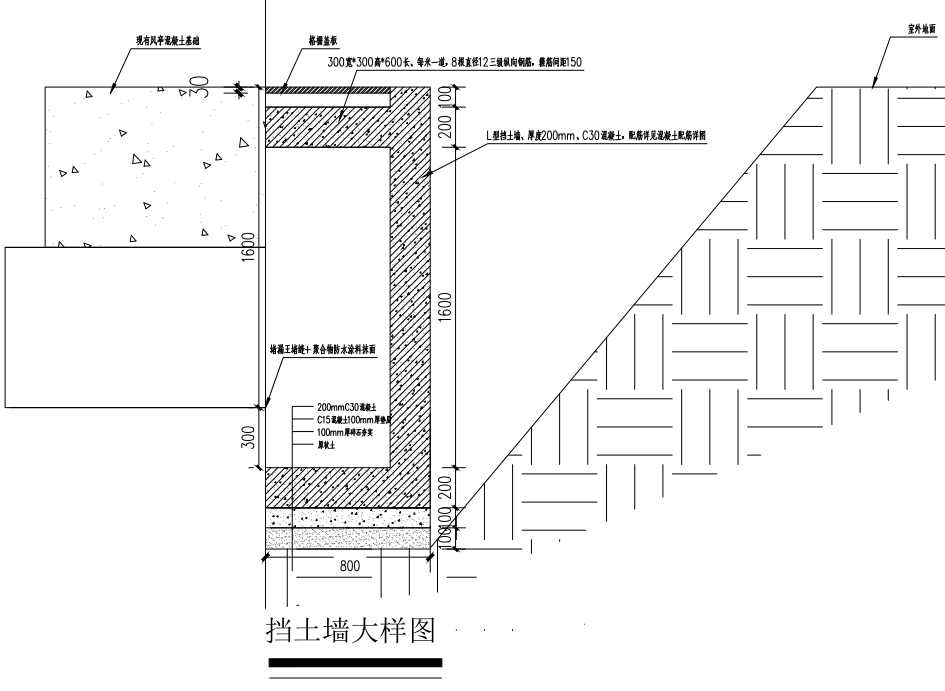 现有风亭混凝土基础
格栅盖板
室外地面
300宽*300高*600长、每米一道，8根直径12三级纵向钢筋，箍筋间距150
30
100
200
L型挡土墙、厚度200mm、C30混凝土，配筋详见混凝土配筋详图
1600
1600
堵漏王堵缝+聚合物防水涂料抹面
200mmC30混凝土
C15混凝土100mm厚垫层
100mm厚碎石夯实
原状土
300
200
100
100
800
挡土墙大样图